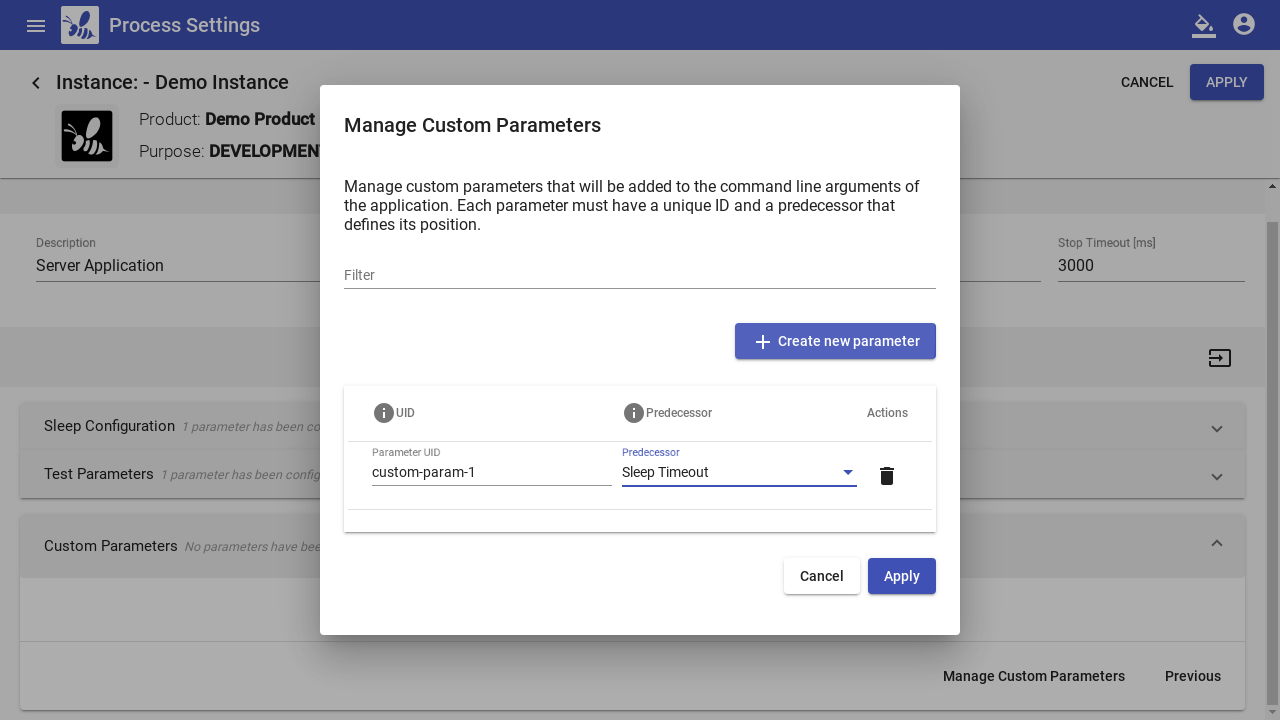 Process Settings
Instance: - Demo Instance
CANCEL
APPLY
Product: Demo Product
Purpose: DEVELOPMENT
Manage Custom Parameters
Manage custom parameters that will be added to the command line arguments of
the application. Each parameter must have a unique ID and a predecessor that
defines its position.
Description
Server Application
Stop Timeout [ms]
3000
Filter
Create new parameter
UID
Predecessor
Actions
Parameter UID
custom-param-1
Predecessor
Sleep Timeout
Sleep Configuration 1 parameter has been co
Test Parameters 1 parameter has been config
Custom Parameters No parameters have bee
Cancel
Apply
Manage Custom Parameters
Previous